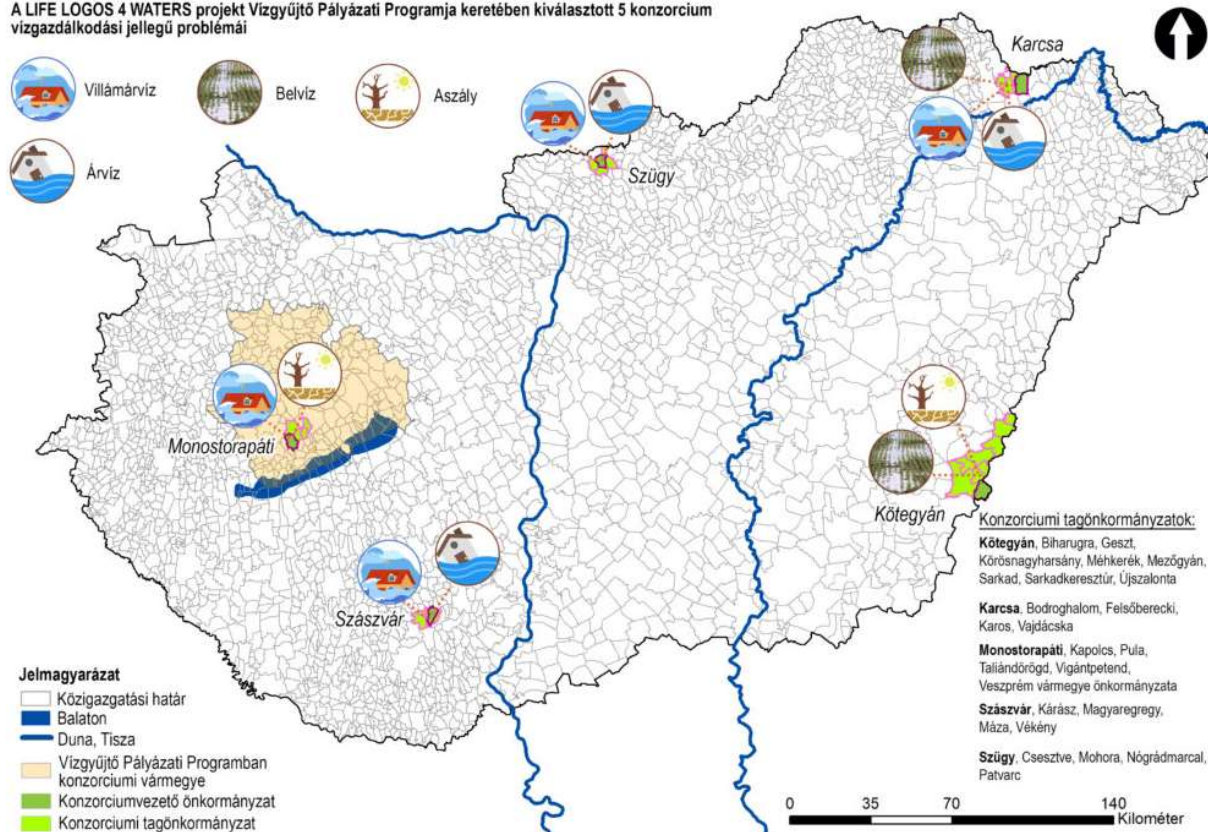 A LIFE LOGOS 4 WATERS projekt Vízgyűjtő Pályázati Programja keretében kiválasztott 5 konzorcium
vízgazdálkodási jellegű problémái
Villámárvíz
Belvíz
Aszály
Árvíz
Karcsa
Szügy
Monostorapáti
Kötegyán
Szászvár
Konzorciumi tagönkormányzatok:
Kötegyán, Biharugra, Geszt,
Körösnagyharsány, Méhkerék, Mezőgyán,
Sarkad, Sarkadkeresztúr, Újszalonta
Karcsa, Bodroghalom, Felsőberecki,
Karos, Vajdácska
Monostorapáti, Kapolcs, Pula,
Taliándörögd, Vigántpetend,
Veszprém vármegye önkormányzata
Szászvár, Kárász, Magyaregregy,
Máza, Vékény
Szügy, Csesztve, Mohora, Nógrádmarcal,
Patvarc
Jelmagyarázat
Közigazgatási határ
Balaton
Duna, Tisza
Vízgyűjtő Pályázati Programban
konzorciumi vármegye
Konzorciumvezető önkormányzat
Konzorciumi tagönkormányzat
0 35 70 140
Kilométer